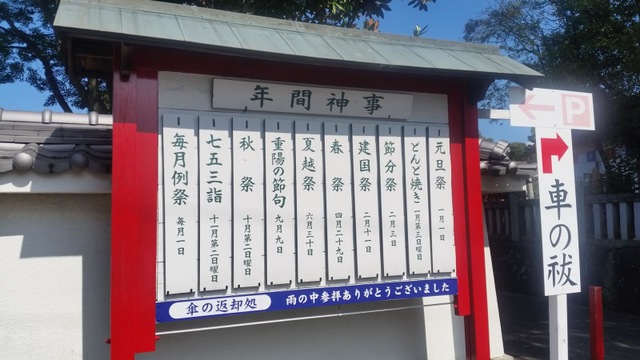 年間神事
元旦祭 一月一日
どんど焼き 一月第三日曜日
節分祭 二月三日
建国祭 二月十一日
春祭 四月二十九日
夏越祭 六月三十日
重陽の節句 九月九日
秋祭 十月第二日曜日
七五三詣 十一月第二日曜日
毎月例祭 毎月一日
傘の返却処
雨の中参拝ありがとうございました
P
車の祓